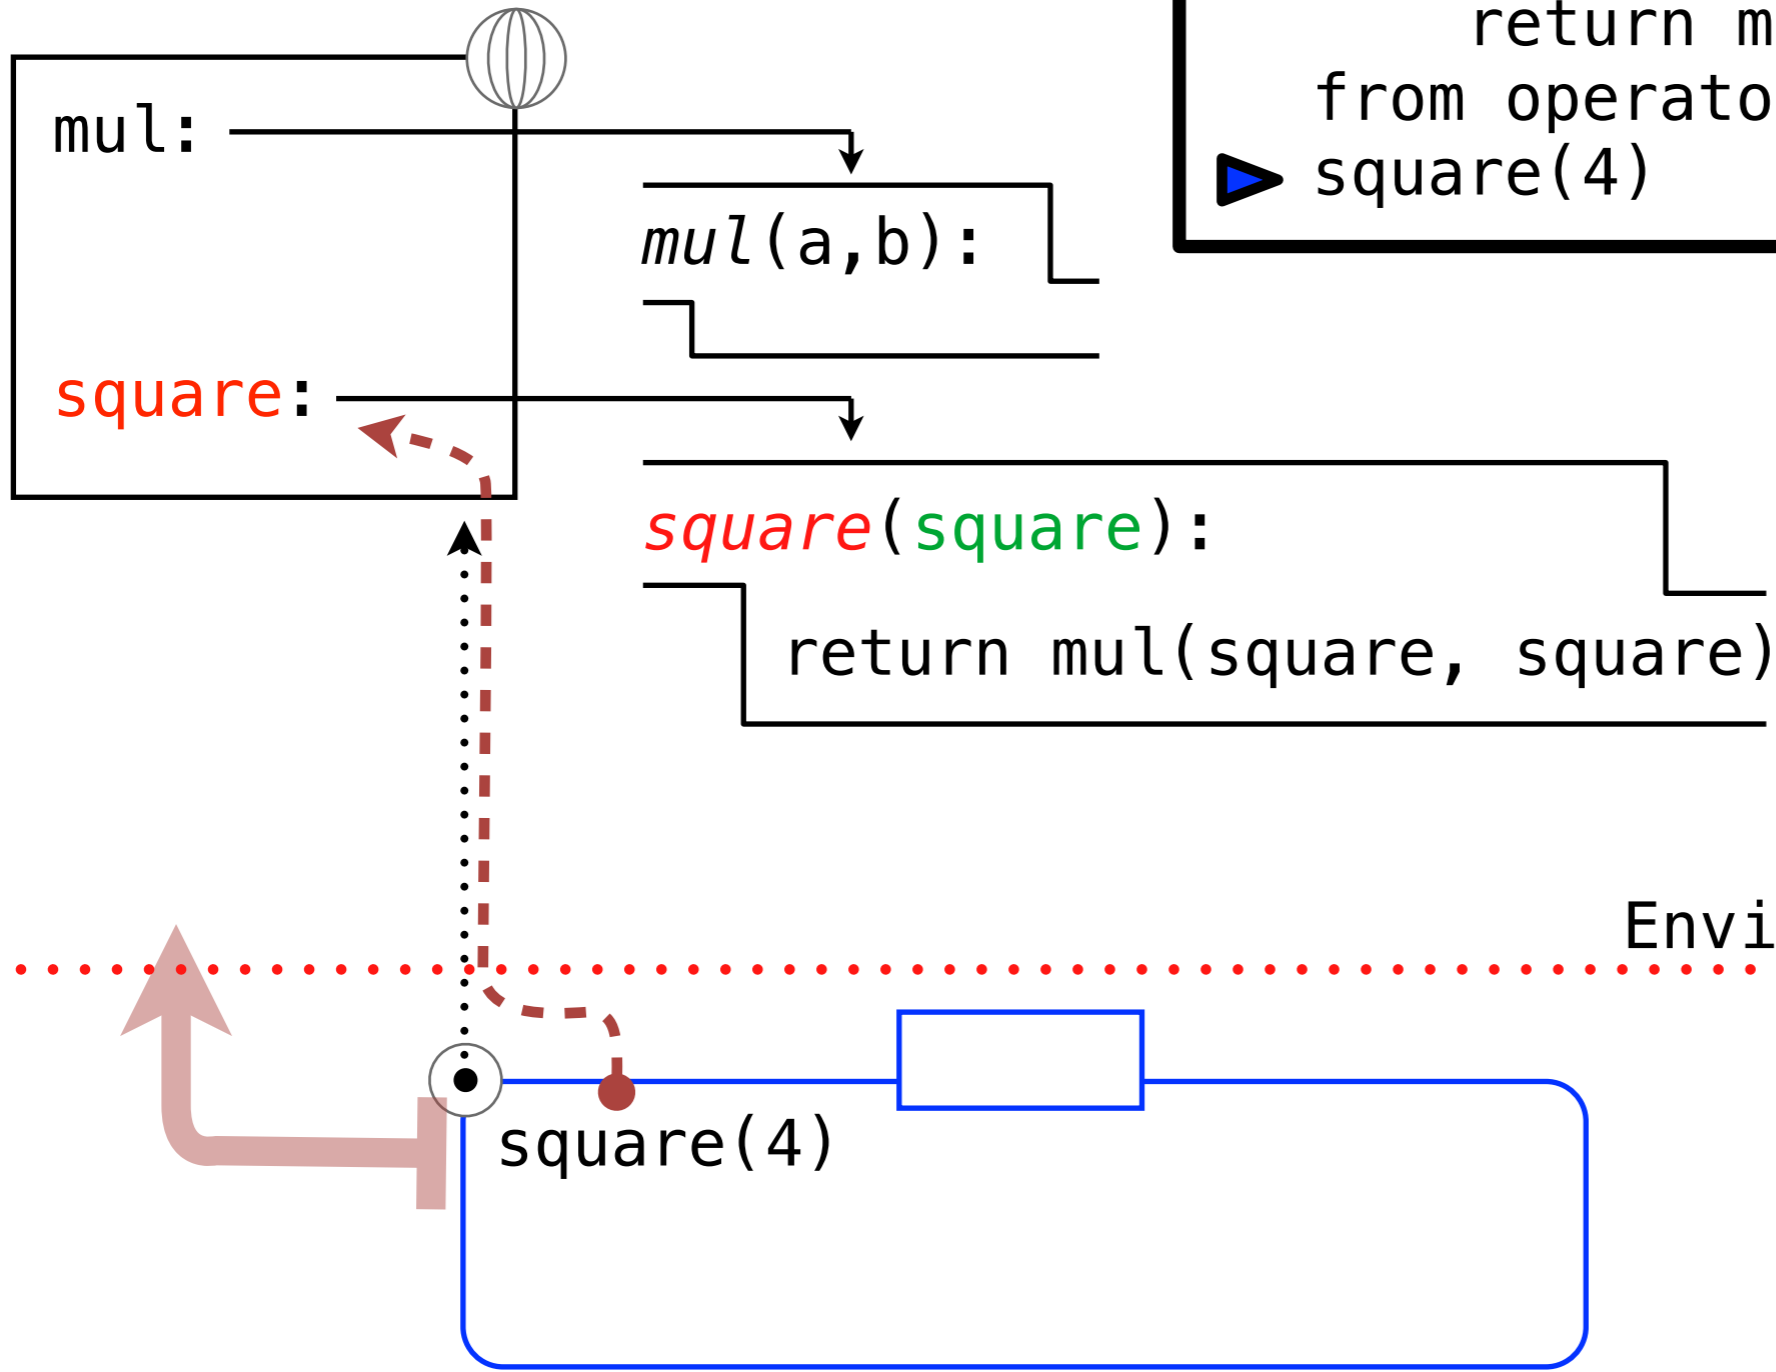 return m
from operato
square(4)
mul:
mul(a,b):
square:
square(square):
return mul(square, square)
Envi
square(4)